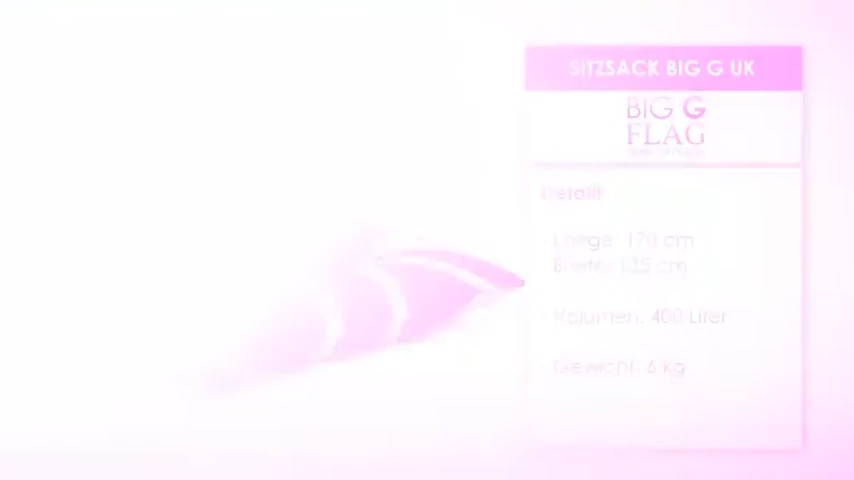 SITZSACK BIG G UK
BIG G
FLAG
Details
- Länge: 170 cm
- Breite: 135 cm
- Volumen: 400 Liter
- Gewicht: 6 kg